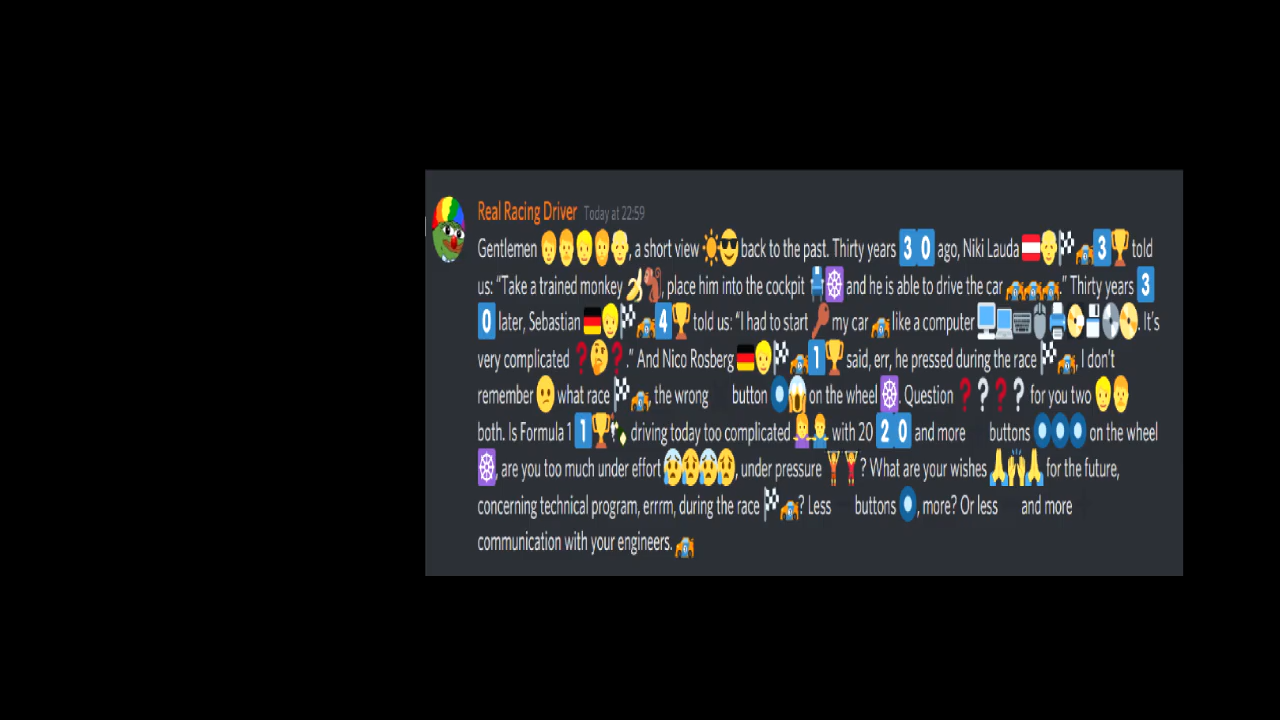 Real Racing Driver Today at 22:59
Gentlemen 👨👨👱👨👴, a short view ☀️😎 back to the past. Thirty years 3️⃣0️⃣ ago, Niki Lauda 🇦🇹👴🏁🏎️3️⃣🏆 told
us: “Take a trained monkey 🍌🐒, place him into the cockpit 💺☸️ and he is able to drive the car 🏎️🏎️🏎️.” Thirty years 3️⃣
0️⃣ later, Sebastian 🇩🇪👱🏁🏎️4️⃣🏆 told us: “I had to start 🔑 my car 🏎️ like a computer 🖥️💻⌨️🖱️🖨️📀💾💿📀. It’s
very complicated ❓🤔❓.” And Nico Rosberg 🇩🇪👱🏁🏎️1️⃣🏆 said, err, he pressed during the race 🏁🏎️, I don’t
remember 😕 what race 🏁🏎️ the wrong button 🔘😱 on the wheel ☸️. Question ❓❔❓❔ for you two 👱👨
both. Is Formula 1 1️⃣🏆🍾 driving today too complicated 🤷‍♀️🤷‍♂️ with 20 2️⃣0️⃣ and more buttons 🔘🔘🔘 on the wheel
☸️, are you too much under effort 😰😥😰😥, under pressure 🏋️🏋️‍♀️? What are your wishes 🙏🙌🙏 for the future,
concerning technical program, errrm, during the race 🏁🏎️? Less buttons 🔘, more? Or less and more
communication with your engineers. 🏎️